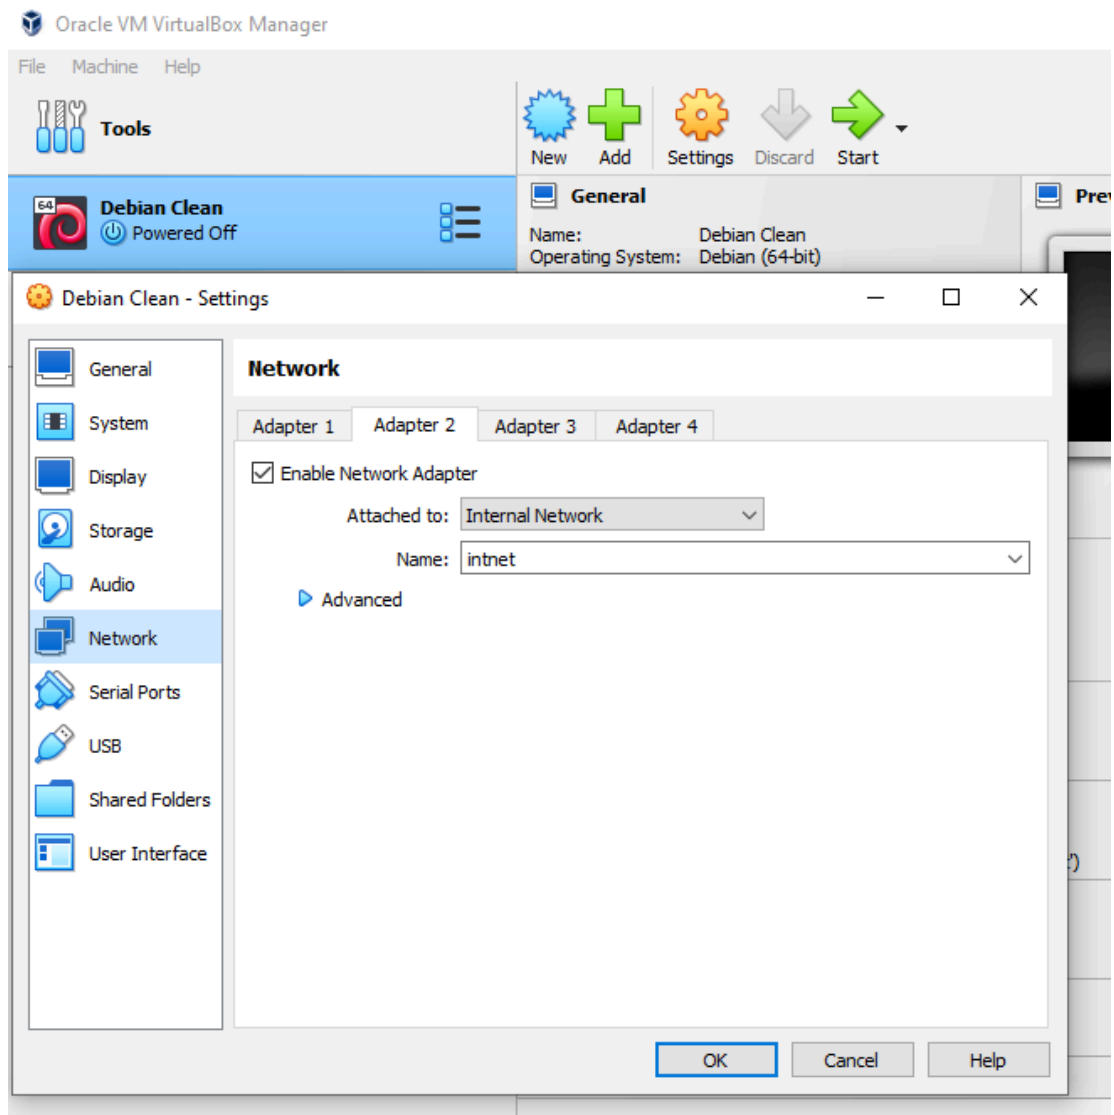 Oracle VM VirtualBox Manager
File Machine Help
Tools
New Add Settings Discard Start
64
Debian Clean
Powered Off
General
Name: Debian Clean
Operating System: Debian (64-bit)
Debian Clean - Settings
General
System
Display
Storage
Audio
Network
Serial Ports
USB
Shared Folders
User Interface
Network
Adapter 1 Adapter 2 Adapter 3 Adapter 4
Enable Network Adapter
Attached to: Internal Network
Name: intnet
Advanced
OK Cancel Help